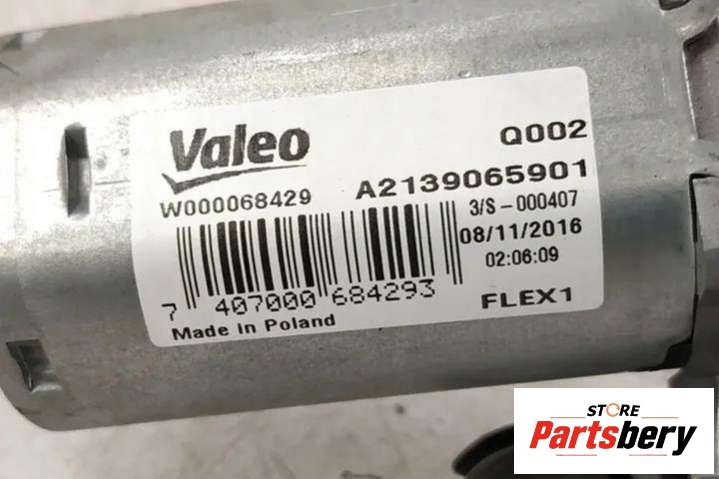 Valeo
Q002
W000068429
A2139065901
3/S-000407
08/11/2016
02:06:09
7 407000 684293
FLEX1
Made in Poland
STORE
Partsbery